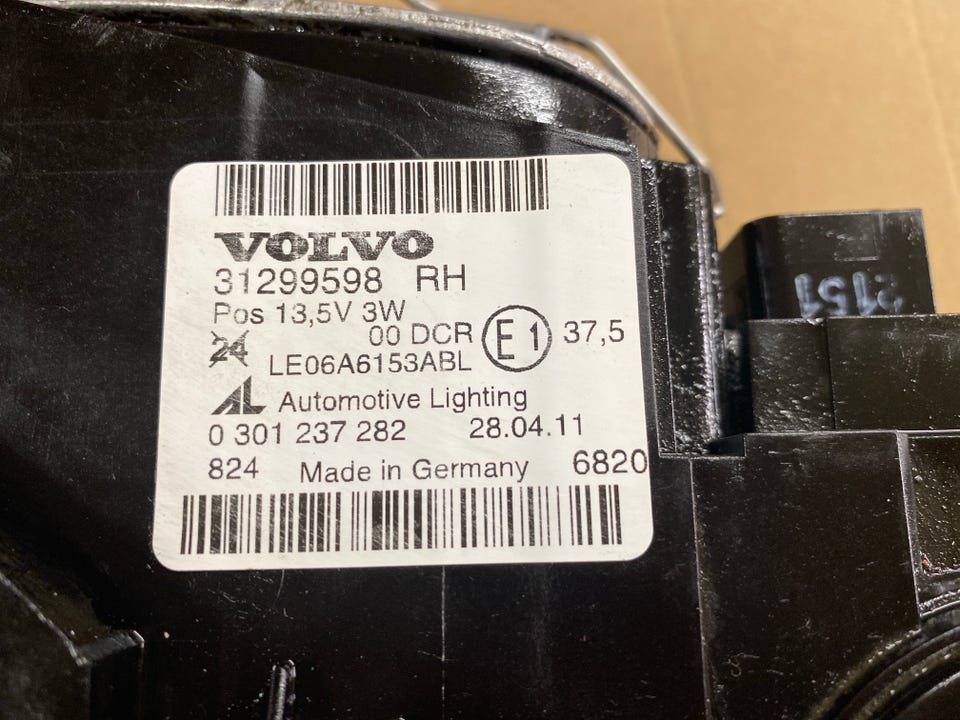 VOLVO
31299598 RH
Pos 13,5V 3W
24 00 DCR E1 37,5
LE06A6153ABL
AL Automotive Lighting
0 301 237 282 28.04.11
824 Made in Germany 6820
2151